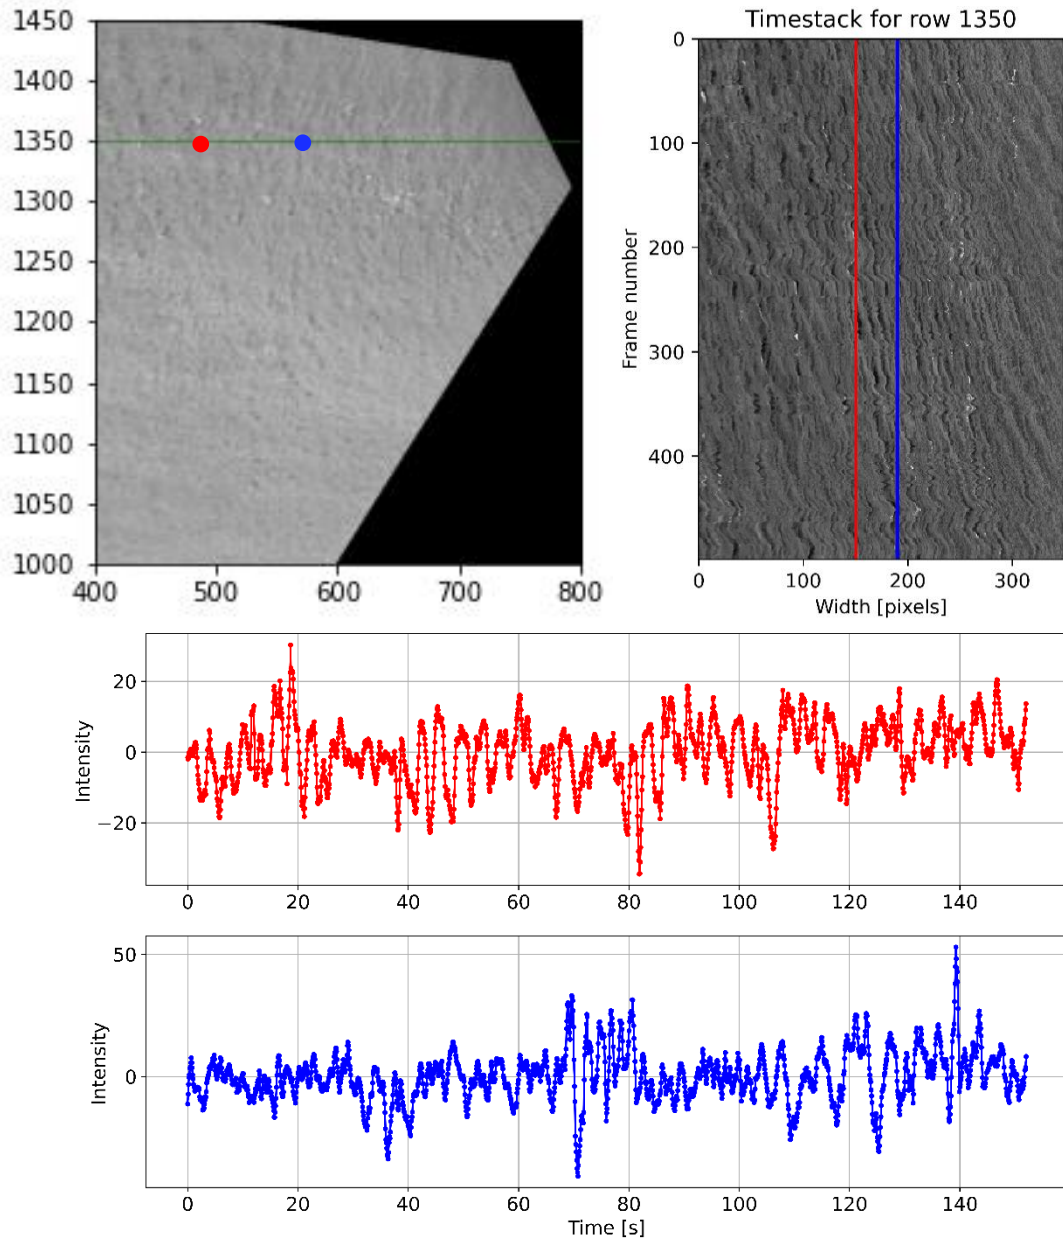 1450
1400
1350
1300
1250
1200
1150
1100
1050
1000
400 500 600 700 800
Timestack for row 1350
0
100
200
300
400
Frame number
0 100 200 300
Width [pixels]
20
0
−20
Intensity
0 20 40 60 80 100 120 140
50
0
Intensity
0 20 40 60 80 100 120 140
Time [s]